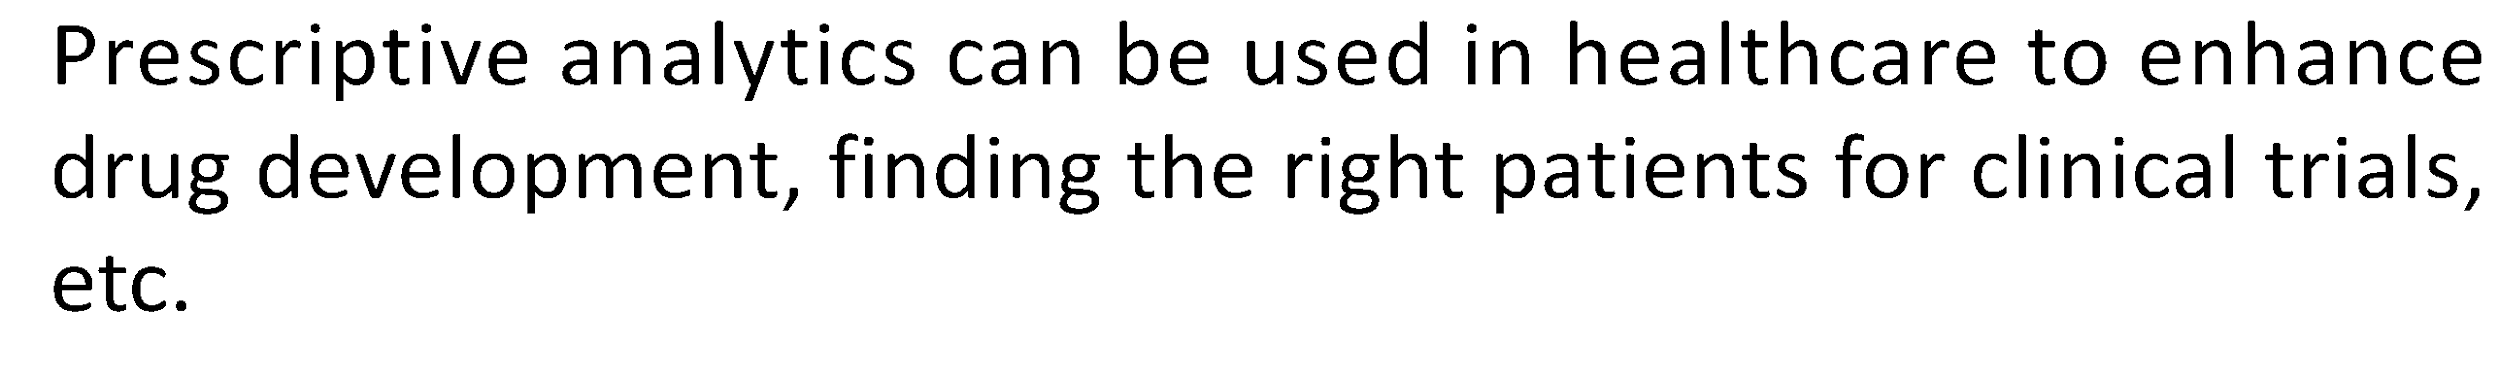 Prescriptive analytics can be used in healthcare to enhance
drug development, finding the right patients for clinical trials,
etc.